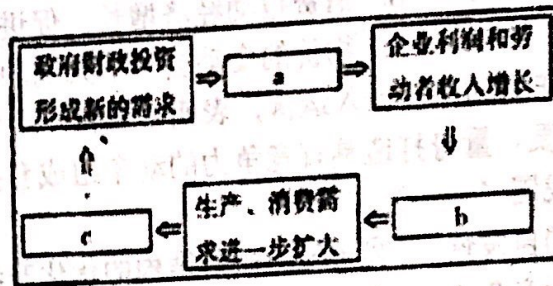 政府财政投资
形成新的需求
a
企业利润和劳
动者收入增长
b
生产、消费需
求进一步扩大
c